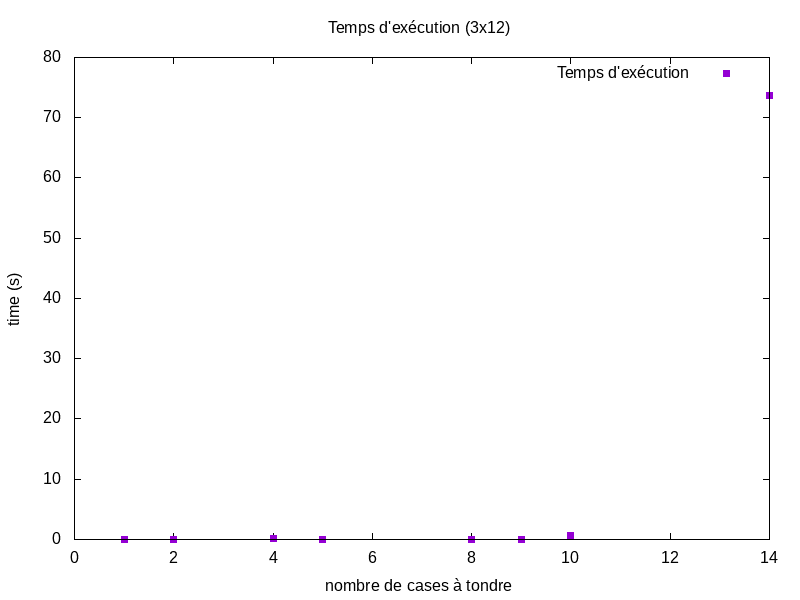 Temps d'exécution (3x12)
80
Temps d'exécution
70
60
50
40
30
20
10
0
time (s)
0 2 4 6 8 10 12 14
nombre de cases à tondre